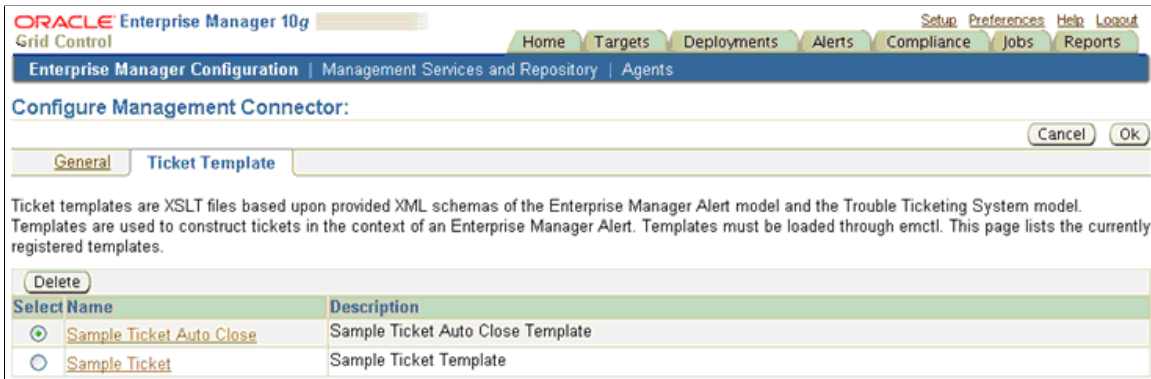 ORACLE Enterprise Manager 10g
Grid Control
Setup Preferences Help Logout
Home Targets Deployments Alerts Compliance Jobs Reports
Enterprise Manager Configuration | Management Services and Repository | Agents
Configure Management Connector:
Cancel Ok
General Ticket Template
Ticket templates are XSLT files based upon provided XML schemas of the Enterprise Manager Alert model and the Trouble Ticketing System model.
Templates are used to construct tickets in the context of an Enterprise Manager Alert. Templates must be loaded through emctl. This page lists the currently
registered templates.
Delete
Select Name Description
Sample Ticket Auto Close Sample Ticket Auto Close Template
Sample Ticket Sample Ticket Template